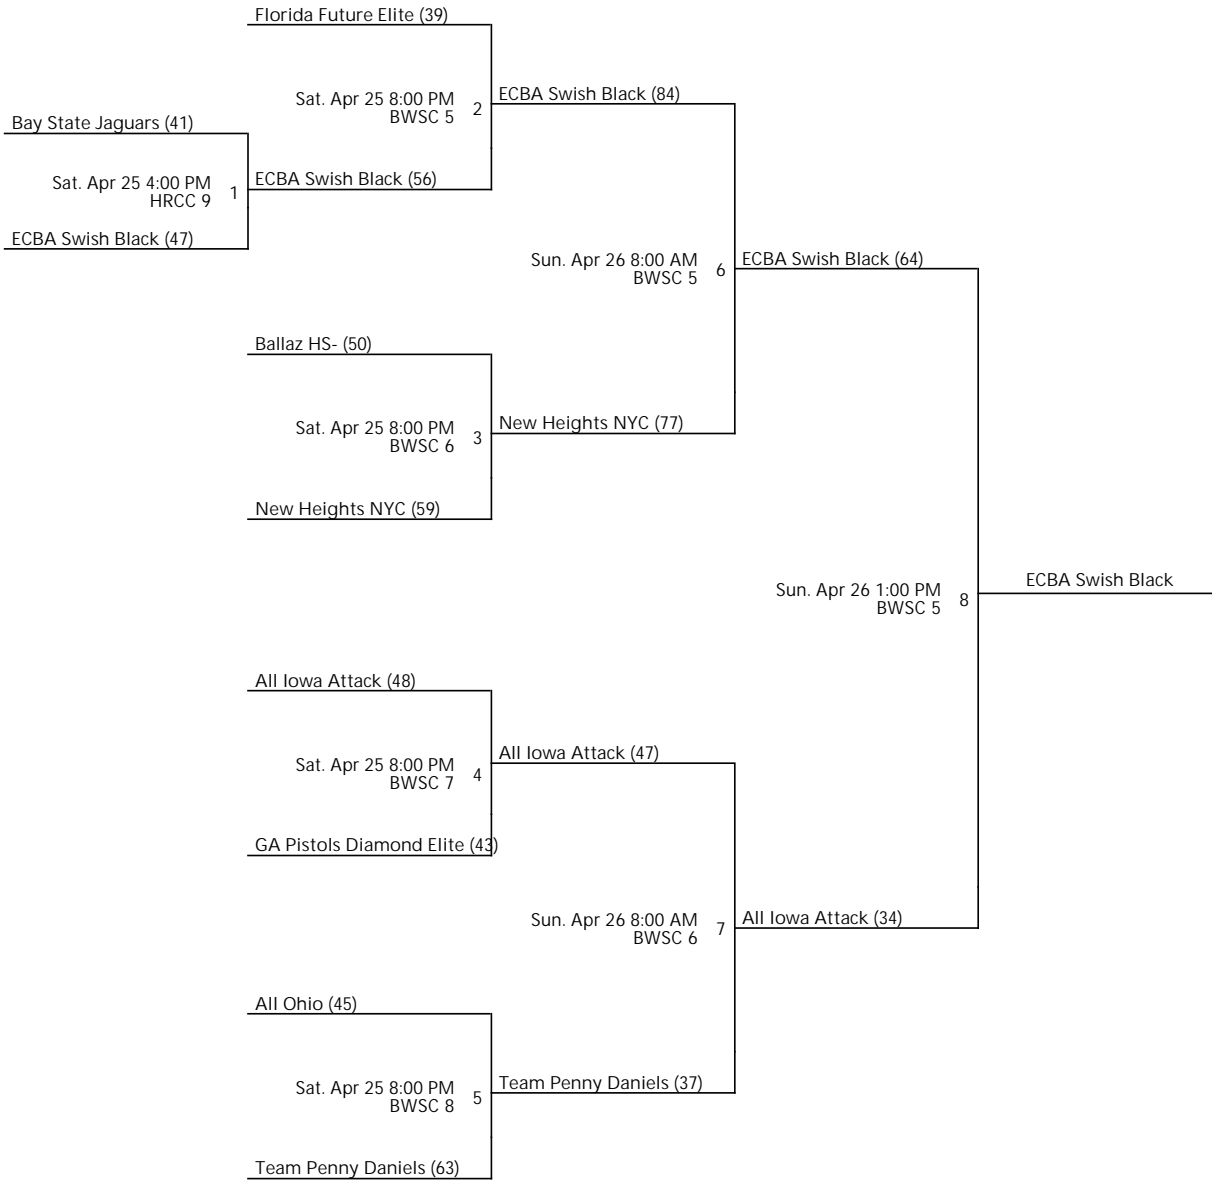 Florida Future Elite (39)
Sat. Apr 25 8:00 PM
BWSC 5
2
ECBA Swish Black (84)
Bay State Jaguars (41)
Sat. Apr 25 4:00 PM
HRCC 9
1
ECBA Swish Black (56)
ECBA Swish Black (47)
Sun. Apr 26 8:00 AM
BWSC 5
6
ECBA Swish Black (64)
Ballaz HS- (50)
Sat. Apr 25 8:00 PM
BWSC 6
3
New Heights NYC (77)
New Heights NYC (59)
Sun. Apr 26 1:00 PM
BWSC 5
8
ECBA Swish Black
All Iowa Attack (48)
Sat. Apr 25 8:00 PM
BWSC 7
4
All Iowa Attack (47)
GA Pistols Diamond Elite (43)
Sun. Apr 26 8:00 AM
BWSC 6
7
All Iowa Attack (34)
All Ohio (45)
Sat. Apr 25 8:00 PM
BWSC 8
5
Team Penny Daniels (37)
Team Penny Daniels (63)